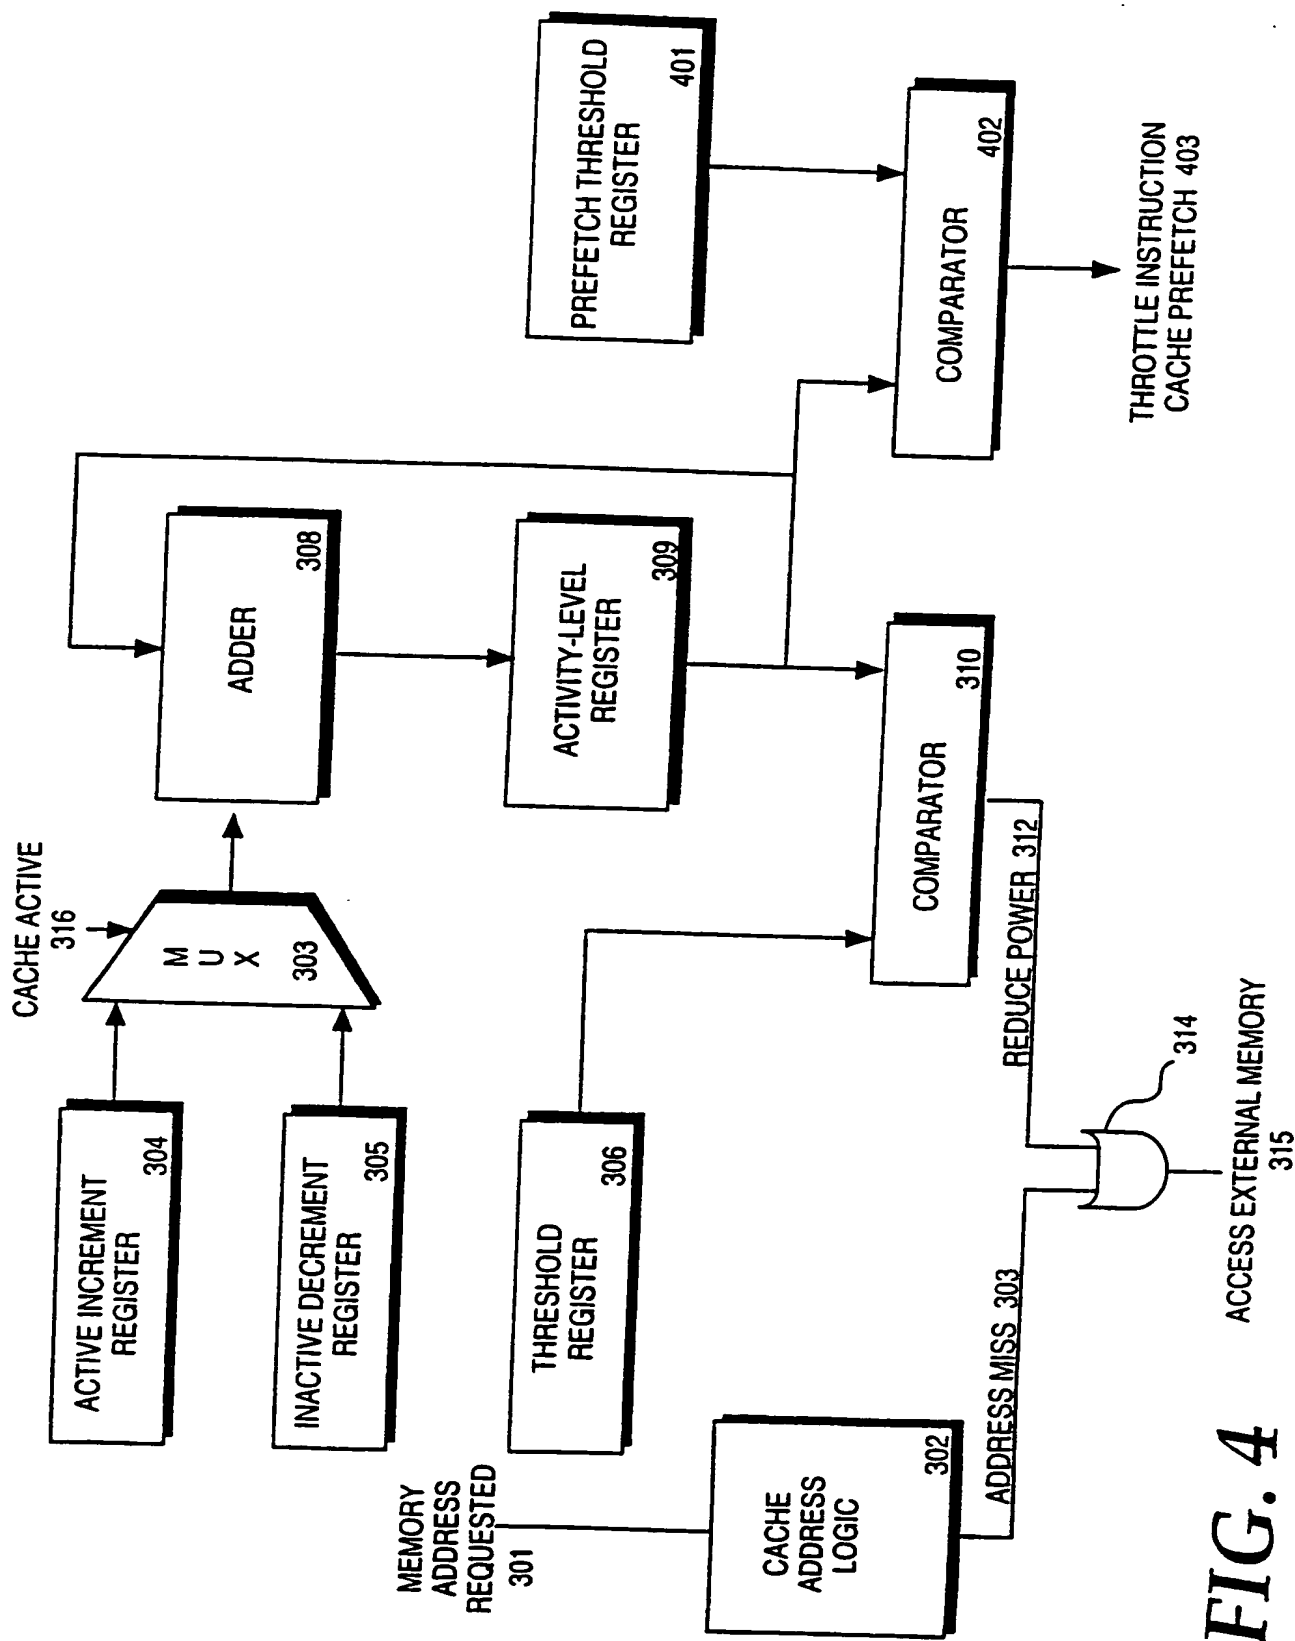 CACHE ACTIVE
316
ACTIVE INCREMENT
REGISTER
304
INACTIVE DECREMENT
REGISTER
305
M
U
X
303
ADDER
308
THRESHOLD
REGISTER
306
ACTIVITY-LEVEL
REGISTER
309
PREFETCH THRESHOLD
REGISTER
401
MEMORY
ADDRESS
REQUESTED
301
CACHE
ADDRESS
LOGIC
302
COMPARATOR
310
COMPARATOR
402
ADDRESS MISS 303
REDUCE POWER 312
314
THROTTLE INSTRUCTION
CACHE PREFETCH 403
ACCESS EXTERNAL MEMORY
315
FIG. 4